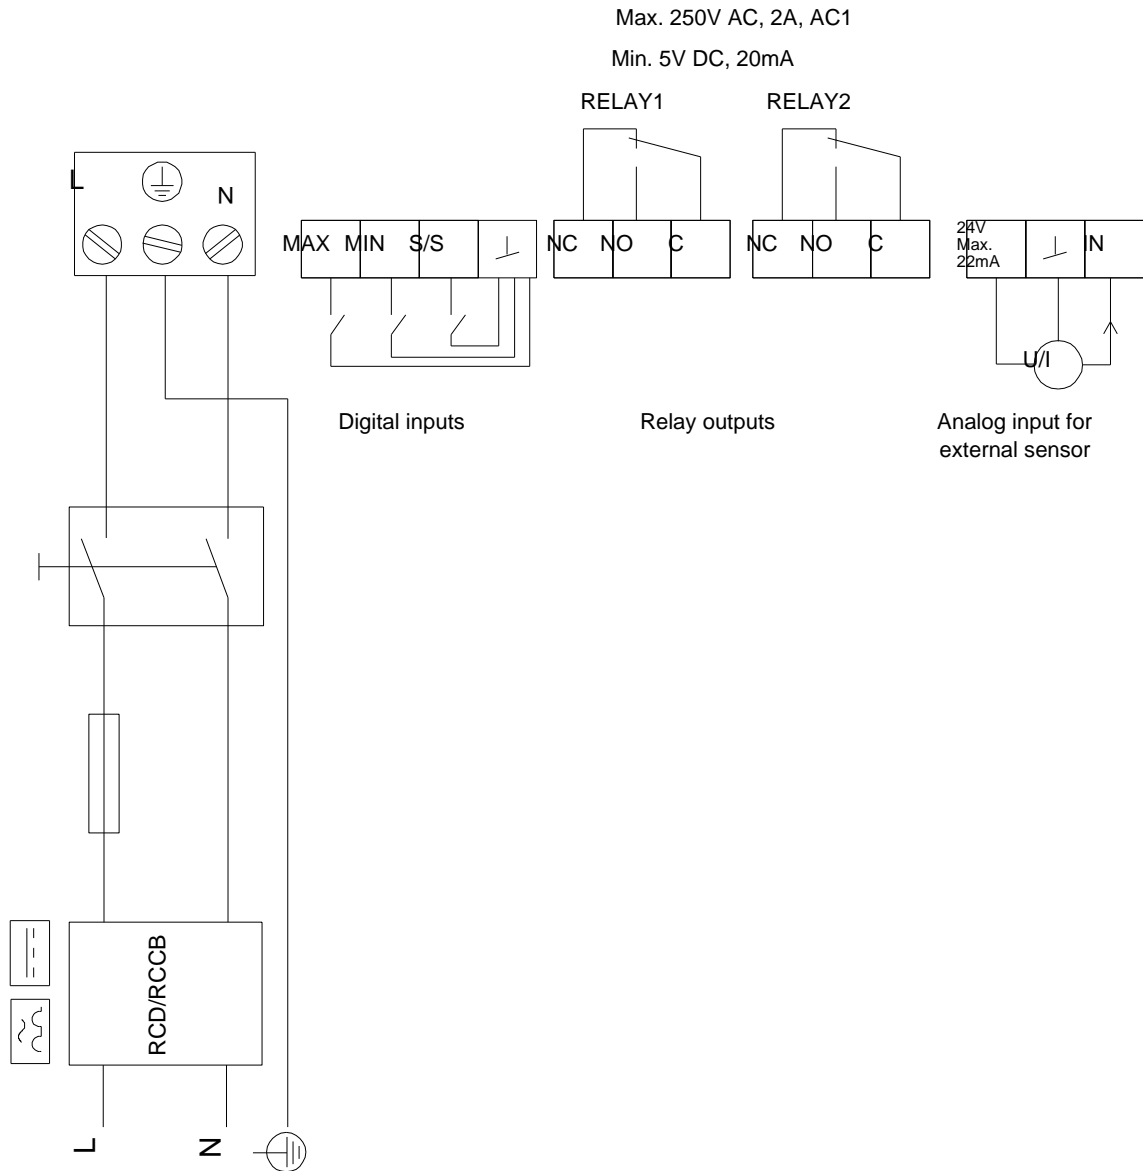 Max. 250V AC, 2A, AC1
Min. 5V DC, 20mA
RELAY1 RELAY2
L N
MAX MIN S/S NC NO C NC NO C 24V Max. 22mA IN
U/I
Digital inputs Relay outputs Analog input for
external sensor
RCD/RCCB
L N